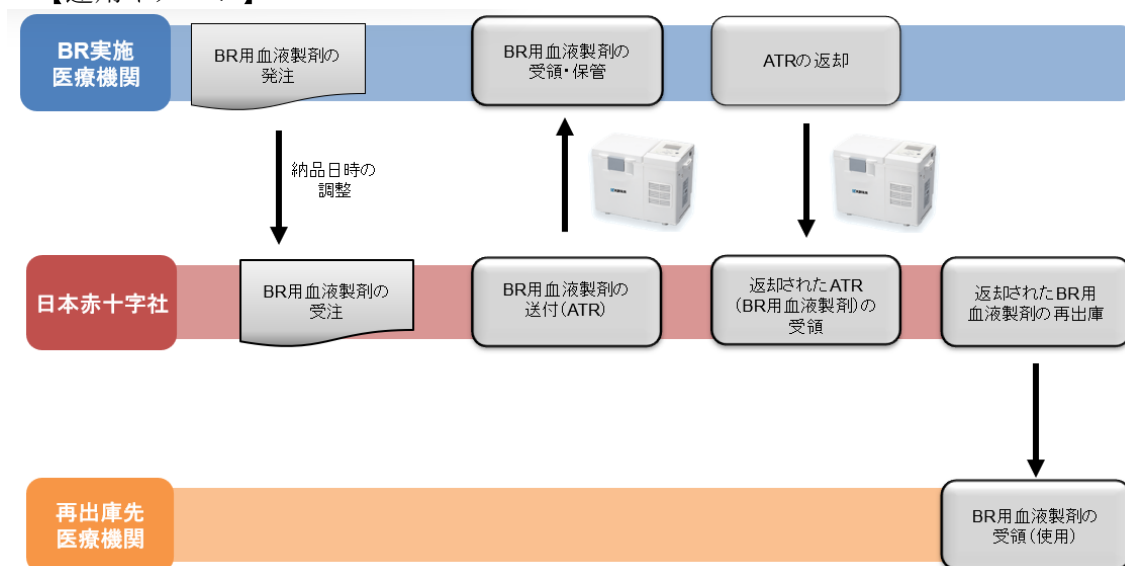 BR実施
医療機関
BR用血液製剤の
発注
BR用血液製剤の
受領・保管
ATRの返却
納品日時の
調整
日本赤十字社
BR用血液製剤の
受注
BR用血液製剤の
送付(ATR)
返却されたATR
(BR用血液製剤)の
受領
返却されたBR用
血液製剤の再出庫
再出庫先
医療機関
BR用血液製剤の
受領(使用)